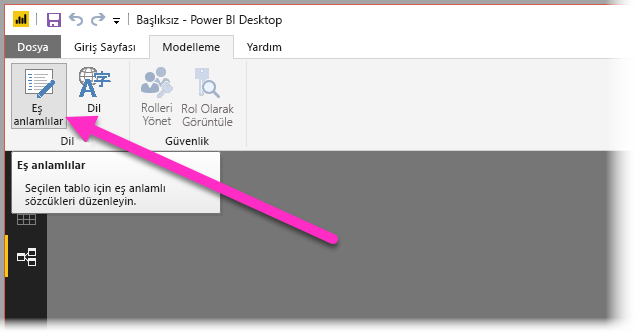 Başlıksız - Power BI Desktop
Dosya Giriş Sayfası Modelleme Yardım
Eş
anlamlılar
Dil
Rolleri
Yönet
Rol Olarak
Görüntüle
Dil
Güvenlik
Eş anlamlılar
Seçilen tablo için eş anlamlı
sözcükleri düzenleyin.